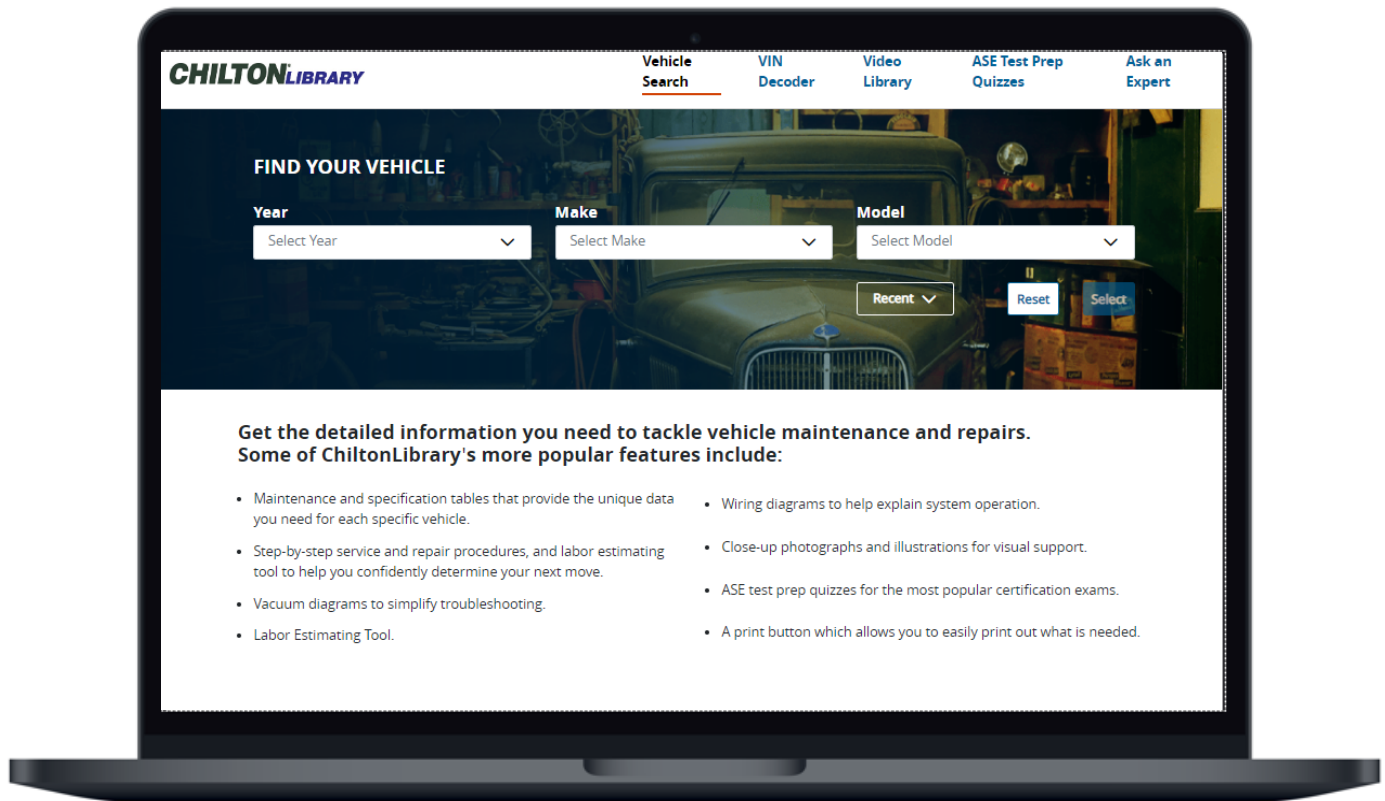 CHILTONLIBRARY
Vehicle Search
VIN Decoder
Video Library
ASE Test Prep Quizzes
Ask an Expert
FIND YOUR VEHICLE
Year
Make
Model
Select Year
Select Make
Select Model
Recent
Reset
Select
Get the detailed information you need to tackle vehicle maintenance and repairs.
Some of ChiltonLibrary's more popular features include:
• Maintenance and specification tables that provide the unique data
you need for each specific vehicle.
• Step-by-step service and repair procedures, and labor estimating
tool to help you confidently determine your next move.
• Vacuum diagrams to simplify troubleshooting.
• Labor Estimating Tool.
• Wiring diagrams to help explain system operation.
• Close-up photographs and illustrations for visual support.
• ASE test prep quizzes for the most popular certification exams.
• A print button which allows you to easily print out what is needed.